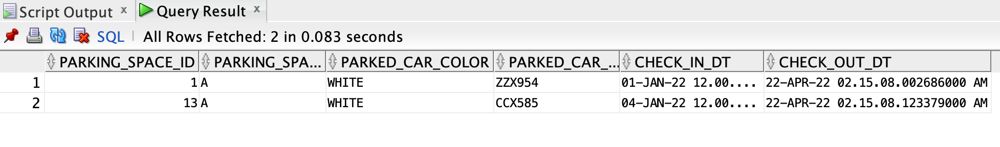 Script Output x Query Result x
SQL | All Rows Fetched: 2 in 0.083 seconds
PARKING_SPACE_ID PARKING_SPA... PARKED_CAR_COLOR PARKED_CAR_... CHECK_IN_DT CHECK_OUT_DT
1 1 A WHITE ZZX954 01-JAN-22 12.00.... 22-APR-22 02.15.08.002686000 AM
2 13 A WHITE CCX585 04-JAN-22 12.00.... 22-APR-22 02.15.08.123379000 AM